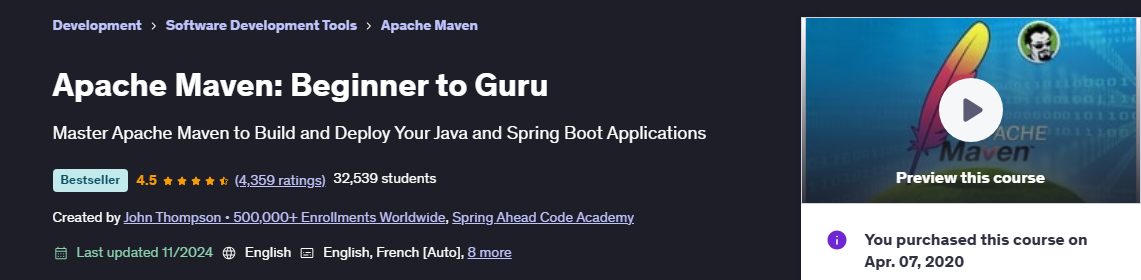 Development > Software Development Tools > Apache Maven
Apache Maven: Beginner to Guru
Master Apache Maven to Build and Deploy Your Java and Spring Boot Applications
Bestseller 4.5 (4,359 ratings) 32,539 students
Created by John Thompson • 500,000+ Enrollments Worldwide, Spring Ahead Code Academy
Last updated 11/2024 English English, French [Auto], 8 more
APACHE
Maven™
Preview this course
You purchased this course on
Apr. 07, 2020